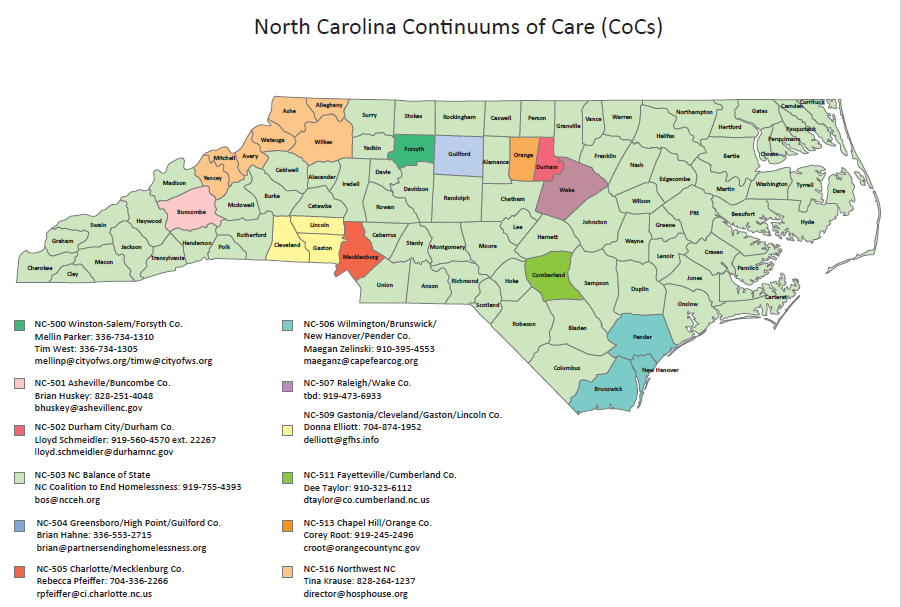 North Carolina Continuums of Care (CoCs)
Ashe
Alleghany
Surry
Stokes
Rockingham
Caswell
Person
Granville
Vance
Warren
Northampton
Gates
Camden
Currituck
Pasquotank
Perquimans
Chowan
Hertford
Halifax
Bertie
Watauga
Wilkes
Yadkin
Forsyth
Guilford
Alamance
Orange
Durham
Franklin
Nash
Edgecombe
Martin
Washington
Tyrrell
Dare
Mitchell
Avery
Yancey
Caldwell
Alexander
Iredell
Davie
Davidson
Randolph
Chatham
Wake
Wilson
Pitt
Beaufort
Hyde
Madison
Buncombe
Mcdowell
Burke
Catawba
Rowan
Johnston
Greene
Haywood
Swain
Graham
Jackson
Henderson
Polk
Rutherford
Cleveland
Lincoln
Gaston
Mecklenburg
Cabarrus
Stanly
Montgomery
Moore
Lee
Harnett
Wayne
Lenoir
Craven
Pamlico
Cherokee
Clay
Macon
Transylvania
Union
Anson
Richmond
Hoke
Cumberland
Sampson
Duplin
Jones
Onslow
Carteret
Scotland
Robeson
Bladen
Pender
Columbus
New Hanover
Brunswick
NC-500 Winston-Salem/Forsyth Co.
Mellin Parker: 336-734-1310
Tim West: 336-734-1305
mellinp@cityofws.org/timw@cityofws.org
NC-501 Asheville/Buncombe Co.
Brian Huskey: 828-251-4048
bhuskey@ashevillenc.gov
NC-502 Durham City/Durham Co.
Lloyd Schmeidler: 919-560-4570 ext. 22267
lloyd.schmeidler@durhamnc.gov
NC-503 NC Balance of State
NC Coalition to End Homelessness: 919-755-4393
bos@ncceh.org
NC-504 Greensboro/High Point/Guilford Co.
Brian Hahne: 336-553-2715
brian@partnersendinghomelessness.org
NC-505 Charlotte/Mecklenburg Co.
Rebecca Pfeiffer: 704-336-2266
rpfeiffer@ci.charlotte.nc.us
NC-506 Wilmington/Brunswick/
New Hanover/Pender Co.
Maegan Zelinski: 910-395-4553
maeganz@capefearcog.org
NC-507 Raleigh/Wake Co.
tbd: 919-473-6933
NC-509 Gastonia/Cleveland/Gaston/Lincoln Co.
Donna Elliott: 704-874-1952
delliott@gfhs.info
NC-511 Fayetteville/Cumberland Co.
Dee Taylor: 910-323-6112
dtaylor@co.cumberland.nc.us
NC-513 Chapel Hill/Orange Co.
Corey Root: 919-245-2496
croot@orangecountync.gov
NC-516 Northwest NC
Tina Krause: 828-264-1237
director@hosphouse.org